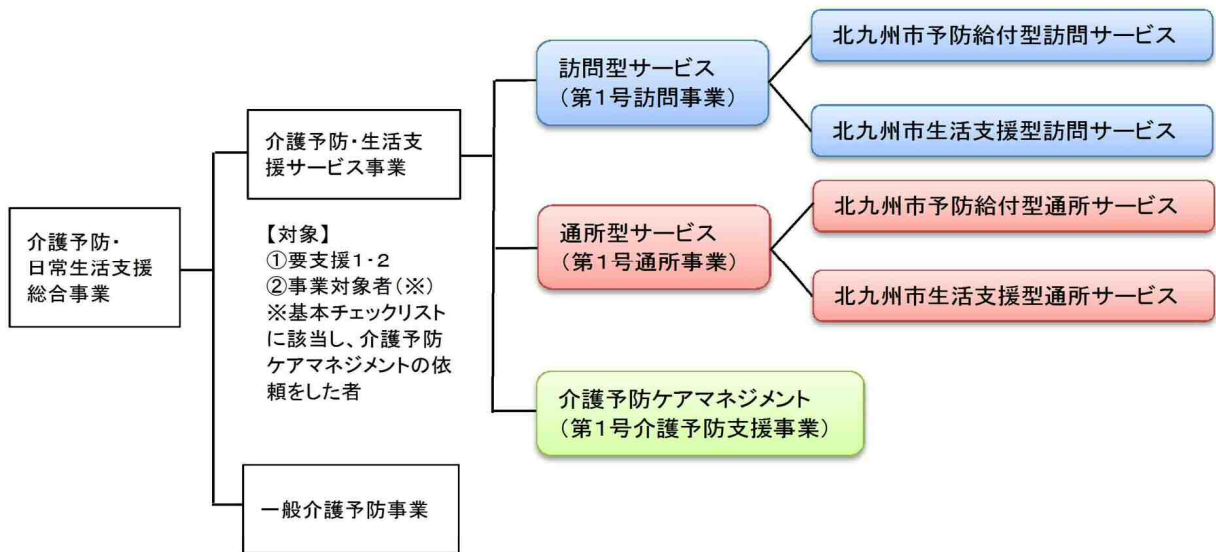 介護予防・
日常生活支援
総合事業
介護予防・生活支
援サービス事業
【対象】
①要支援1-2
②事業対象者(※)
※基本チェックリスト
に該当し、介護予防
ケアマネジメントの依
頼をした者
一般介護予防事業
訪問型サービス
(第1号訪問事業)
北九州市予防給付型訪問サービス
北九州市生活支援型訪問サービス
通所型サービス
(第1号通所事業)
北九州市予防給付型通所サービス
北九州市生活支援型通所サービス
介護予防ケアマネジメント
(第1号介護予防支援事業)